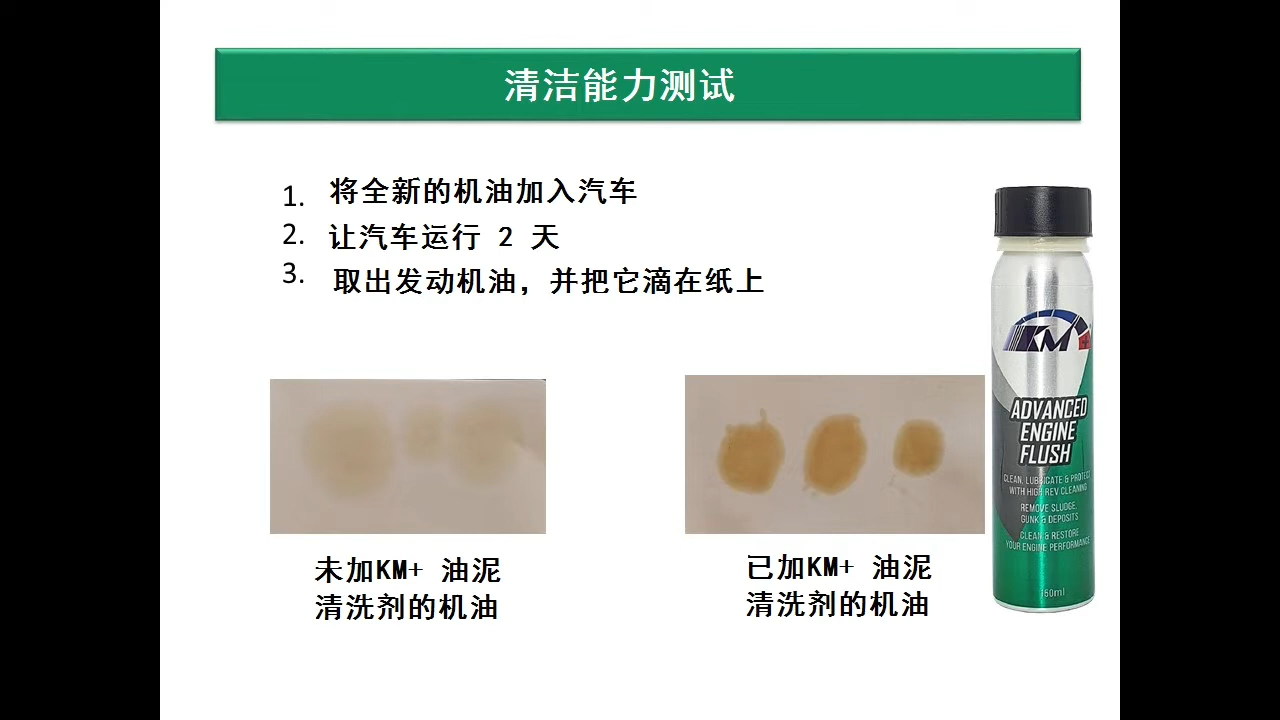 清洁能力测试
1. 将全新的机油加入汽车
2. 让汽车运行 2 天
3. 取出发动机油，并把它滴在纸上
未加KM+ 油泥
清洗剂的机油
已加KM+ 油泥
清洗剂的机油
KM+
ADVANCED
ENGINE
FLUSH
CLEAN, LUBRICATE & PROTECT
WITH HIGH REV CLEANING
REMOVE SLUDGE,
GUNK & DEPOSITS
CLEAN & RESTORE
YOUR ENGINE PERFORMANCE